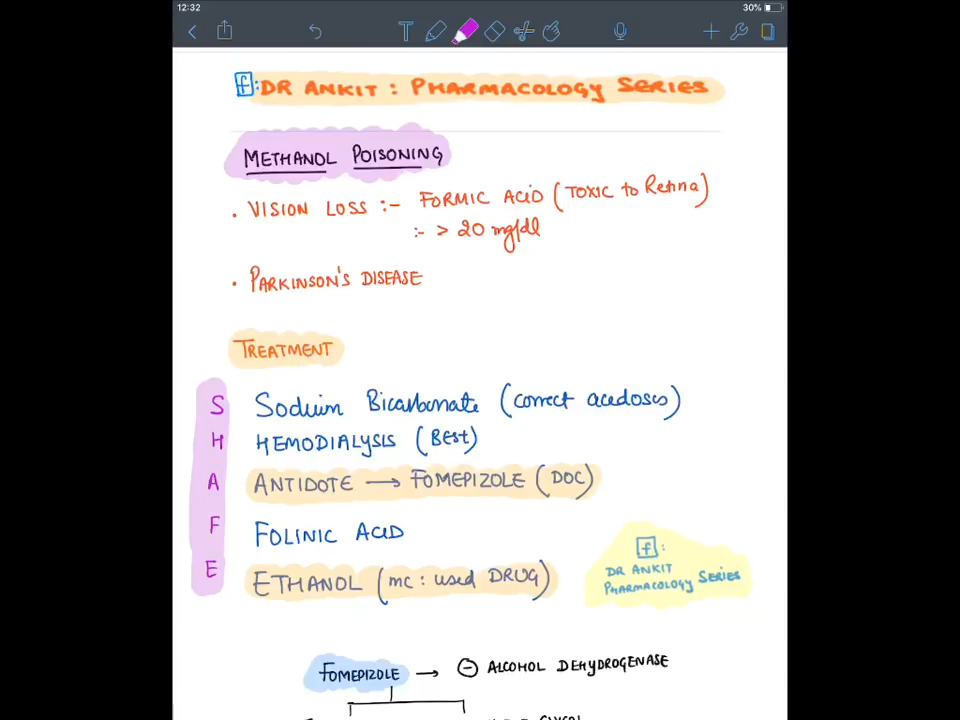 12:32
30%
T
f: DR ANKIT : PHARMACOLOGY SERIES
METHANOL POISONING
• VISION LOSS :- FORMIC ACID (TOXIC to Retina)
:- > 20 mg/dl
• PARKINSON'S DISEASE
TREATMENT
S Sodium Bicarbonate (correct acedoses)
H HEMODIALYSIS (BEST)
A ANTIDOTE → FOMEPIZOLE (DOC)
F FOLINIC ACID
E ETHANOL (mc : used DRUG)
f :
DR ANKIT
PHARMACOLOGY SERIES
FOMEPIZOLE → ⊖ ALCOHOL DEHYDROGENASE